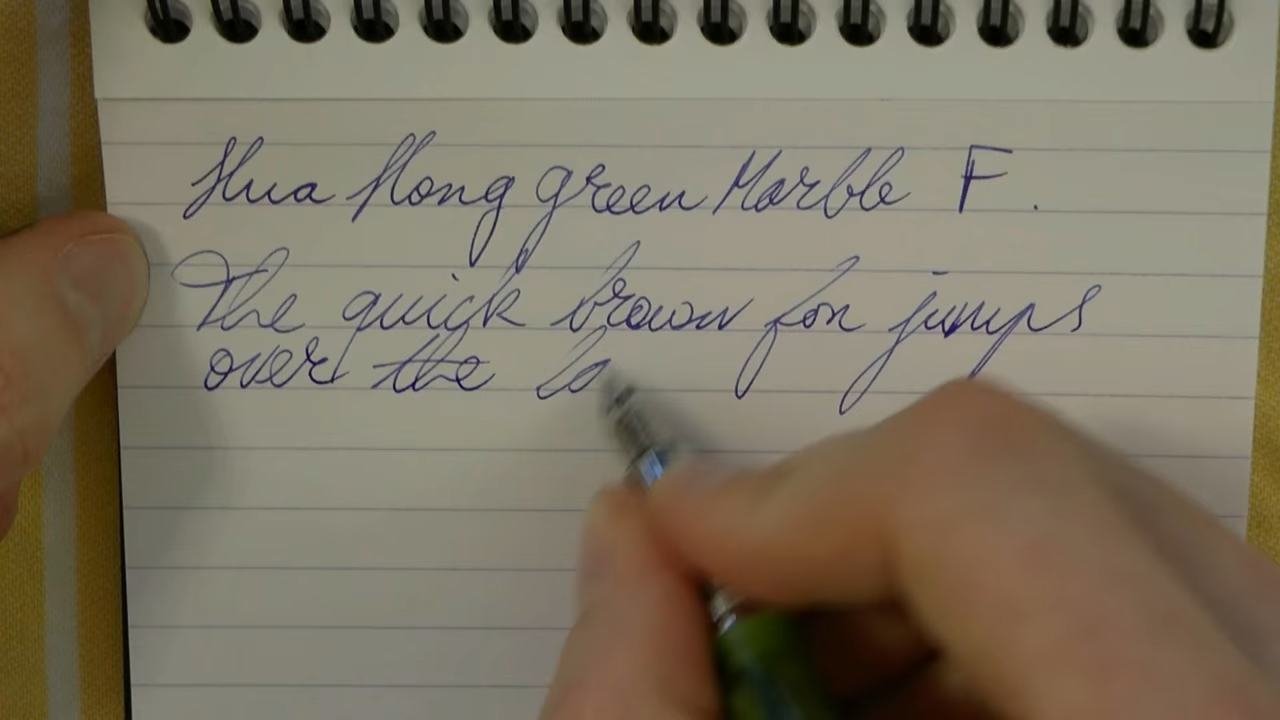 Hua Hong green Marble F.
The quick brown fox jumps
over the la